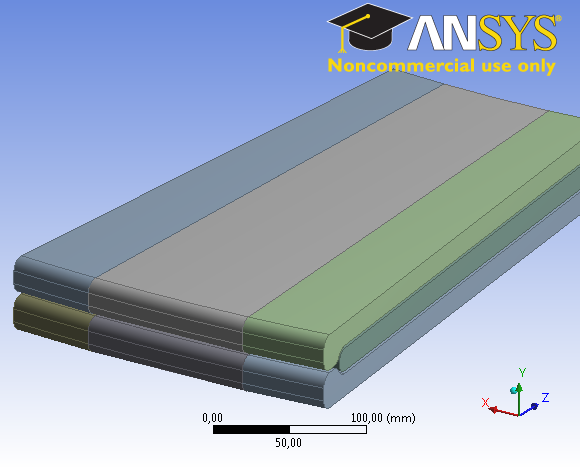 ANSYS®
Noncommercial use only
0,00 100,00 (mm)
50,00
Y
X Z